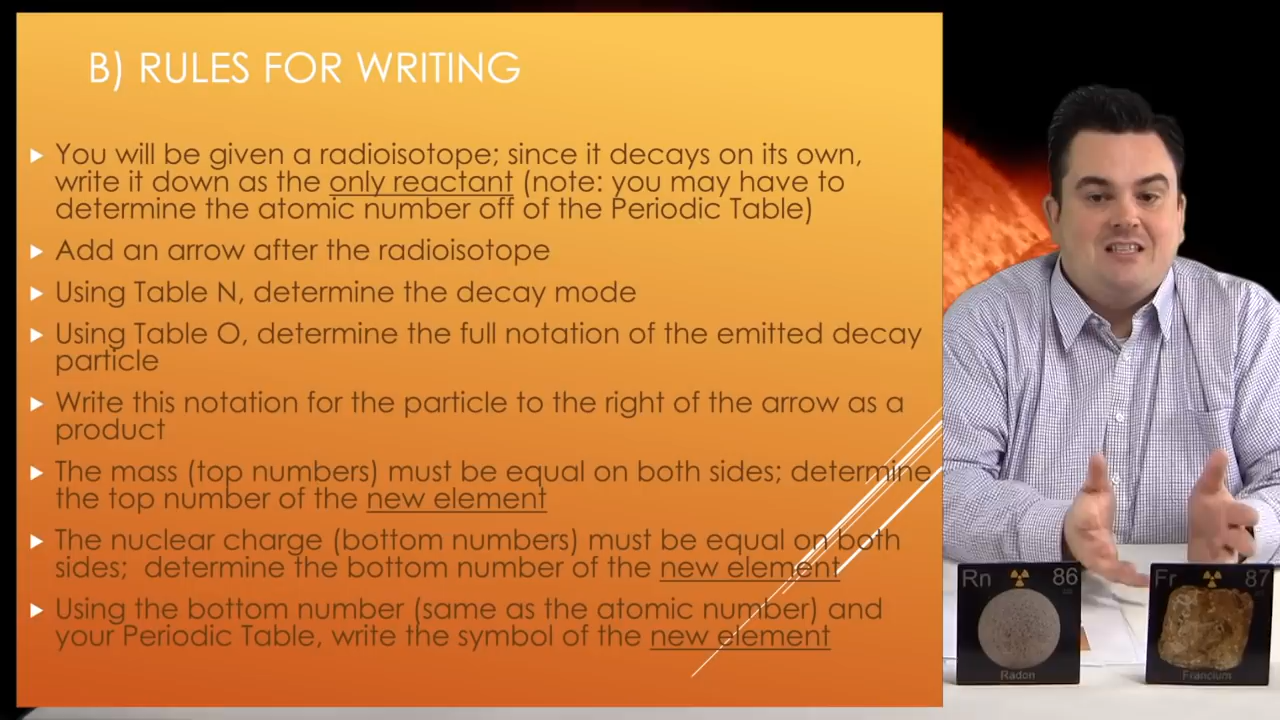 B) RULES FOR WRITING
You will be given a radioisotope; since it decays on its own,
write it down as the only reactant (note: you may have to
determine the atomic number off of the Periodic Table)
Add an arrow after the radioisotope
Using Table N, determine the decay mode
Using Table O, determine the full notation of the emitted decay
particle
Write this notation for the particle to the right of the arrow as a
product
The mass (top numbers) must be equal on both sides; determine
the top number of the new element
The nuclear charge (bottom numbers) must be equal on both
sides;  determine the bottom number of the new element
Using the bottom number (same as the atomic number) and
your Periodic Table, write the symbol of the new element
Rn 86
Radon
Fr 87
Francium